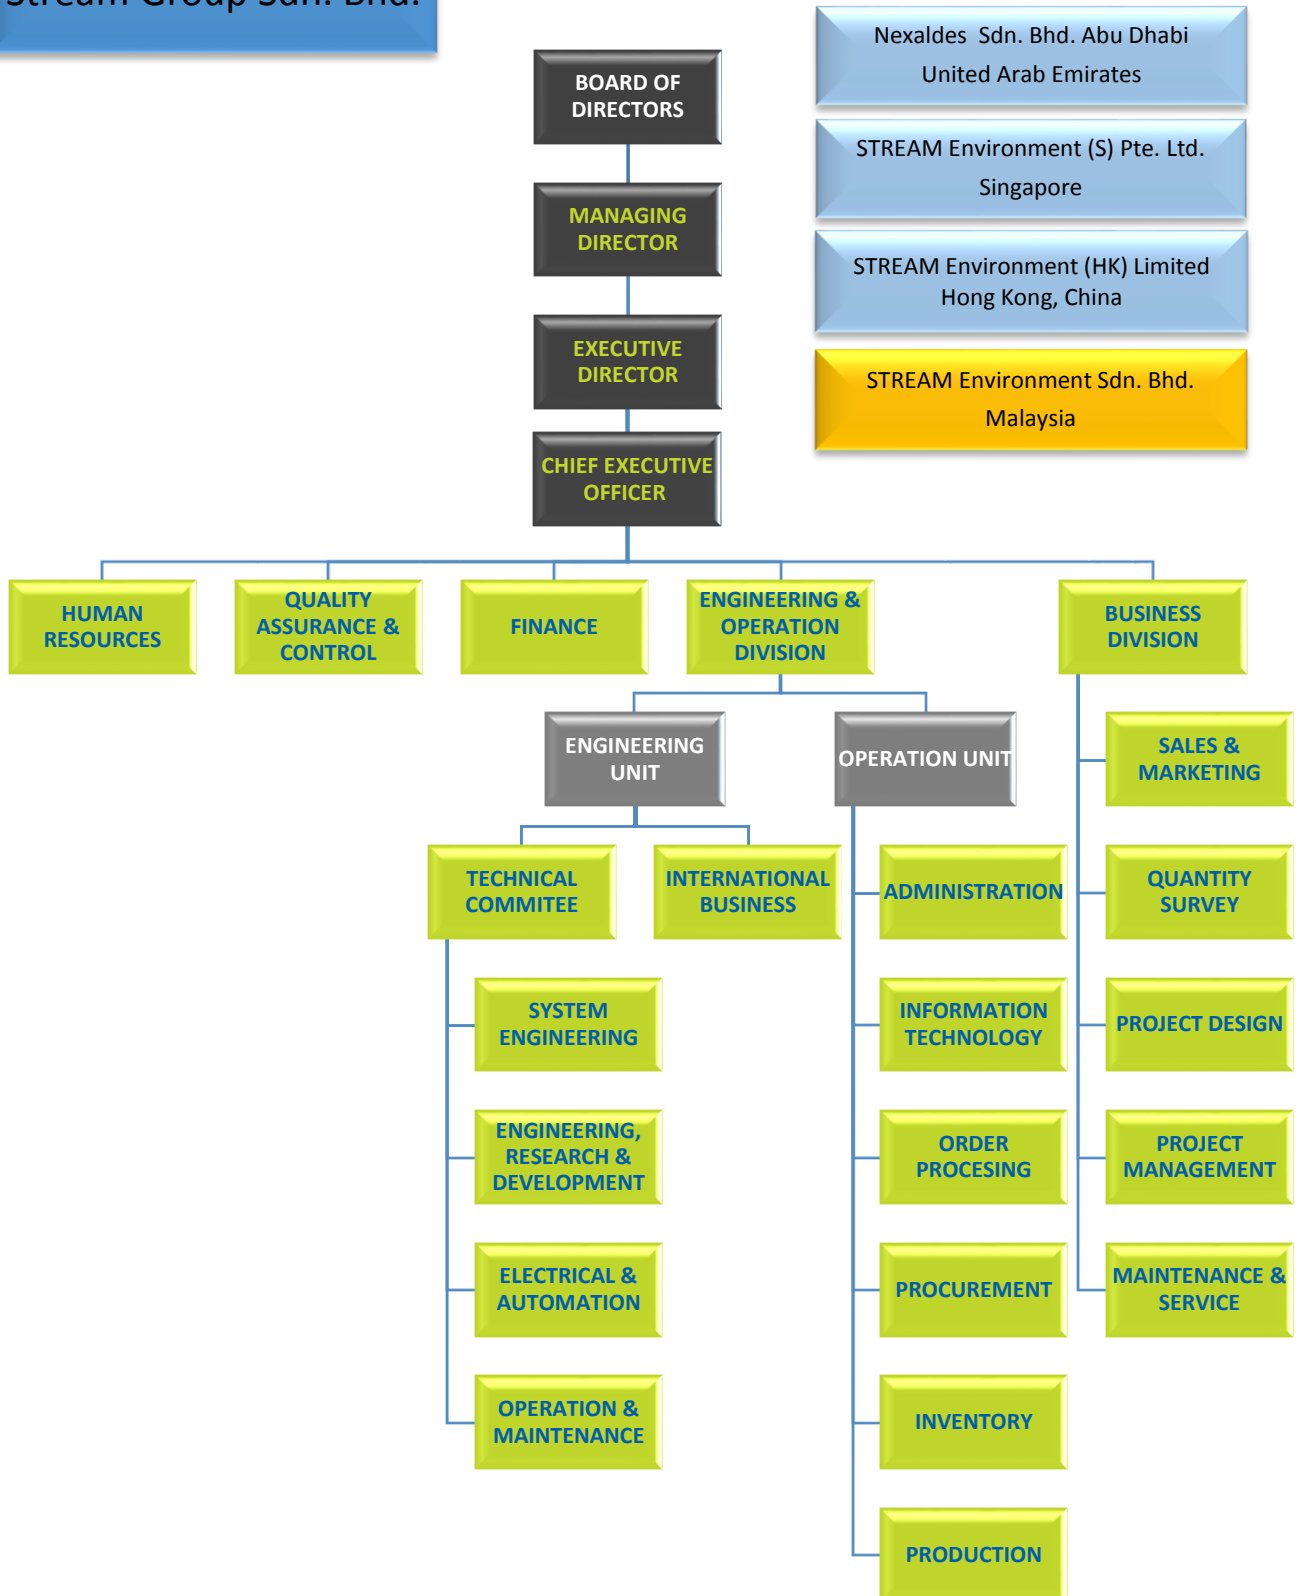 Stream Group Sdn. Bhd.
Nexaldes  Sdn. Bhd. Abu Dhabi
United Arab Emirates
STREAM Environment (S) Pte. Ltd.
Singapore
STREAM Environment (HK) Limited
Hong Kong, China
STREAM Environment Sdn. Bhd.
Malaysia
BOARD OF
DIRECTORS
MANAGING
DIRECTOR
EXECUTIVE
DIRECTOR
CHIEF EXECUTIVE
OFFICER
HUMAN
RESOURCES
QUALITY
ASSURANCE &
CONTROL
FINANCE
ENGINEERING &
OPERATION
DIVISION
BUSINESS
DIVISION
ENGINEERING
UNIT
OPERATION UNIT
TECHNICAL
COMMITEE
INTERNATIONAL
BUSINESS
SYSTEM
ENGINEERING
ENGINEERING,
RESEARCH &
DEVELOPMENT
ELECTRICAL &
AUTOMATION
OPERATION &
MAINTENANCE
ADMINISTRATION
INFORMATION
TECHNOLOGY
ORDER
PROCESING
PROCUREMENT
INVENTORY
PRODUCTION
SALES &
MARKETING
QUANTITY
SURVEY
PROJECT DESIGN
PROJECT
MANAGEMENT
MAINTENANCE &
SERVICE